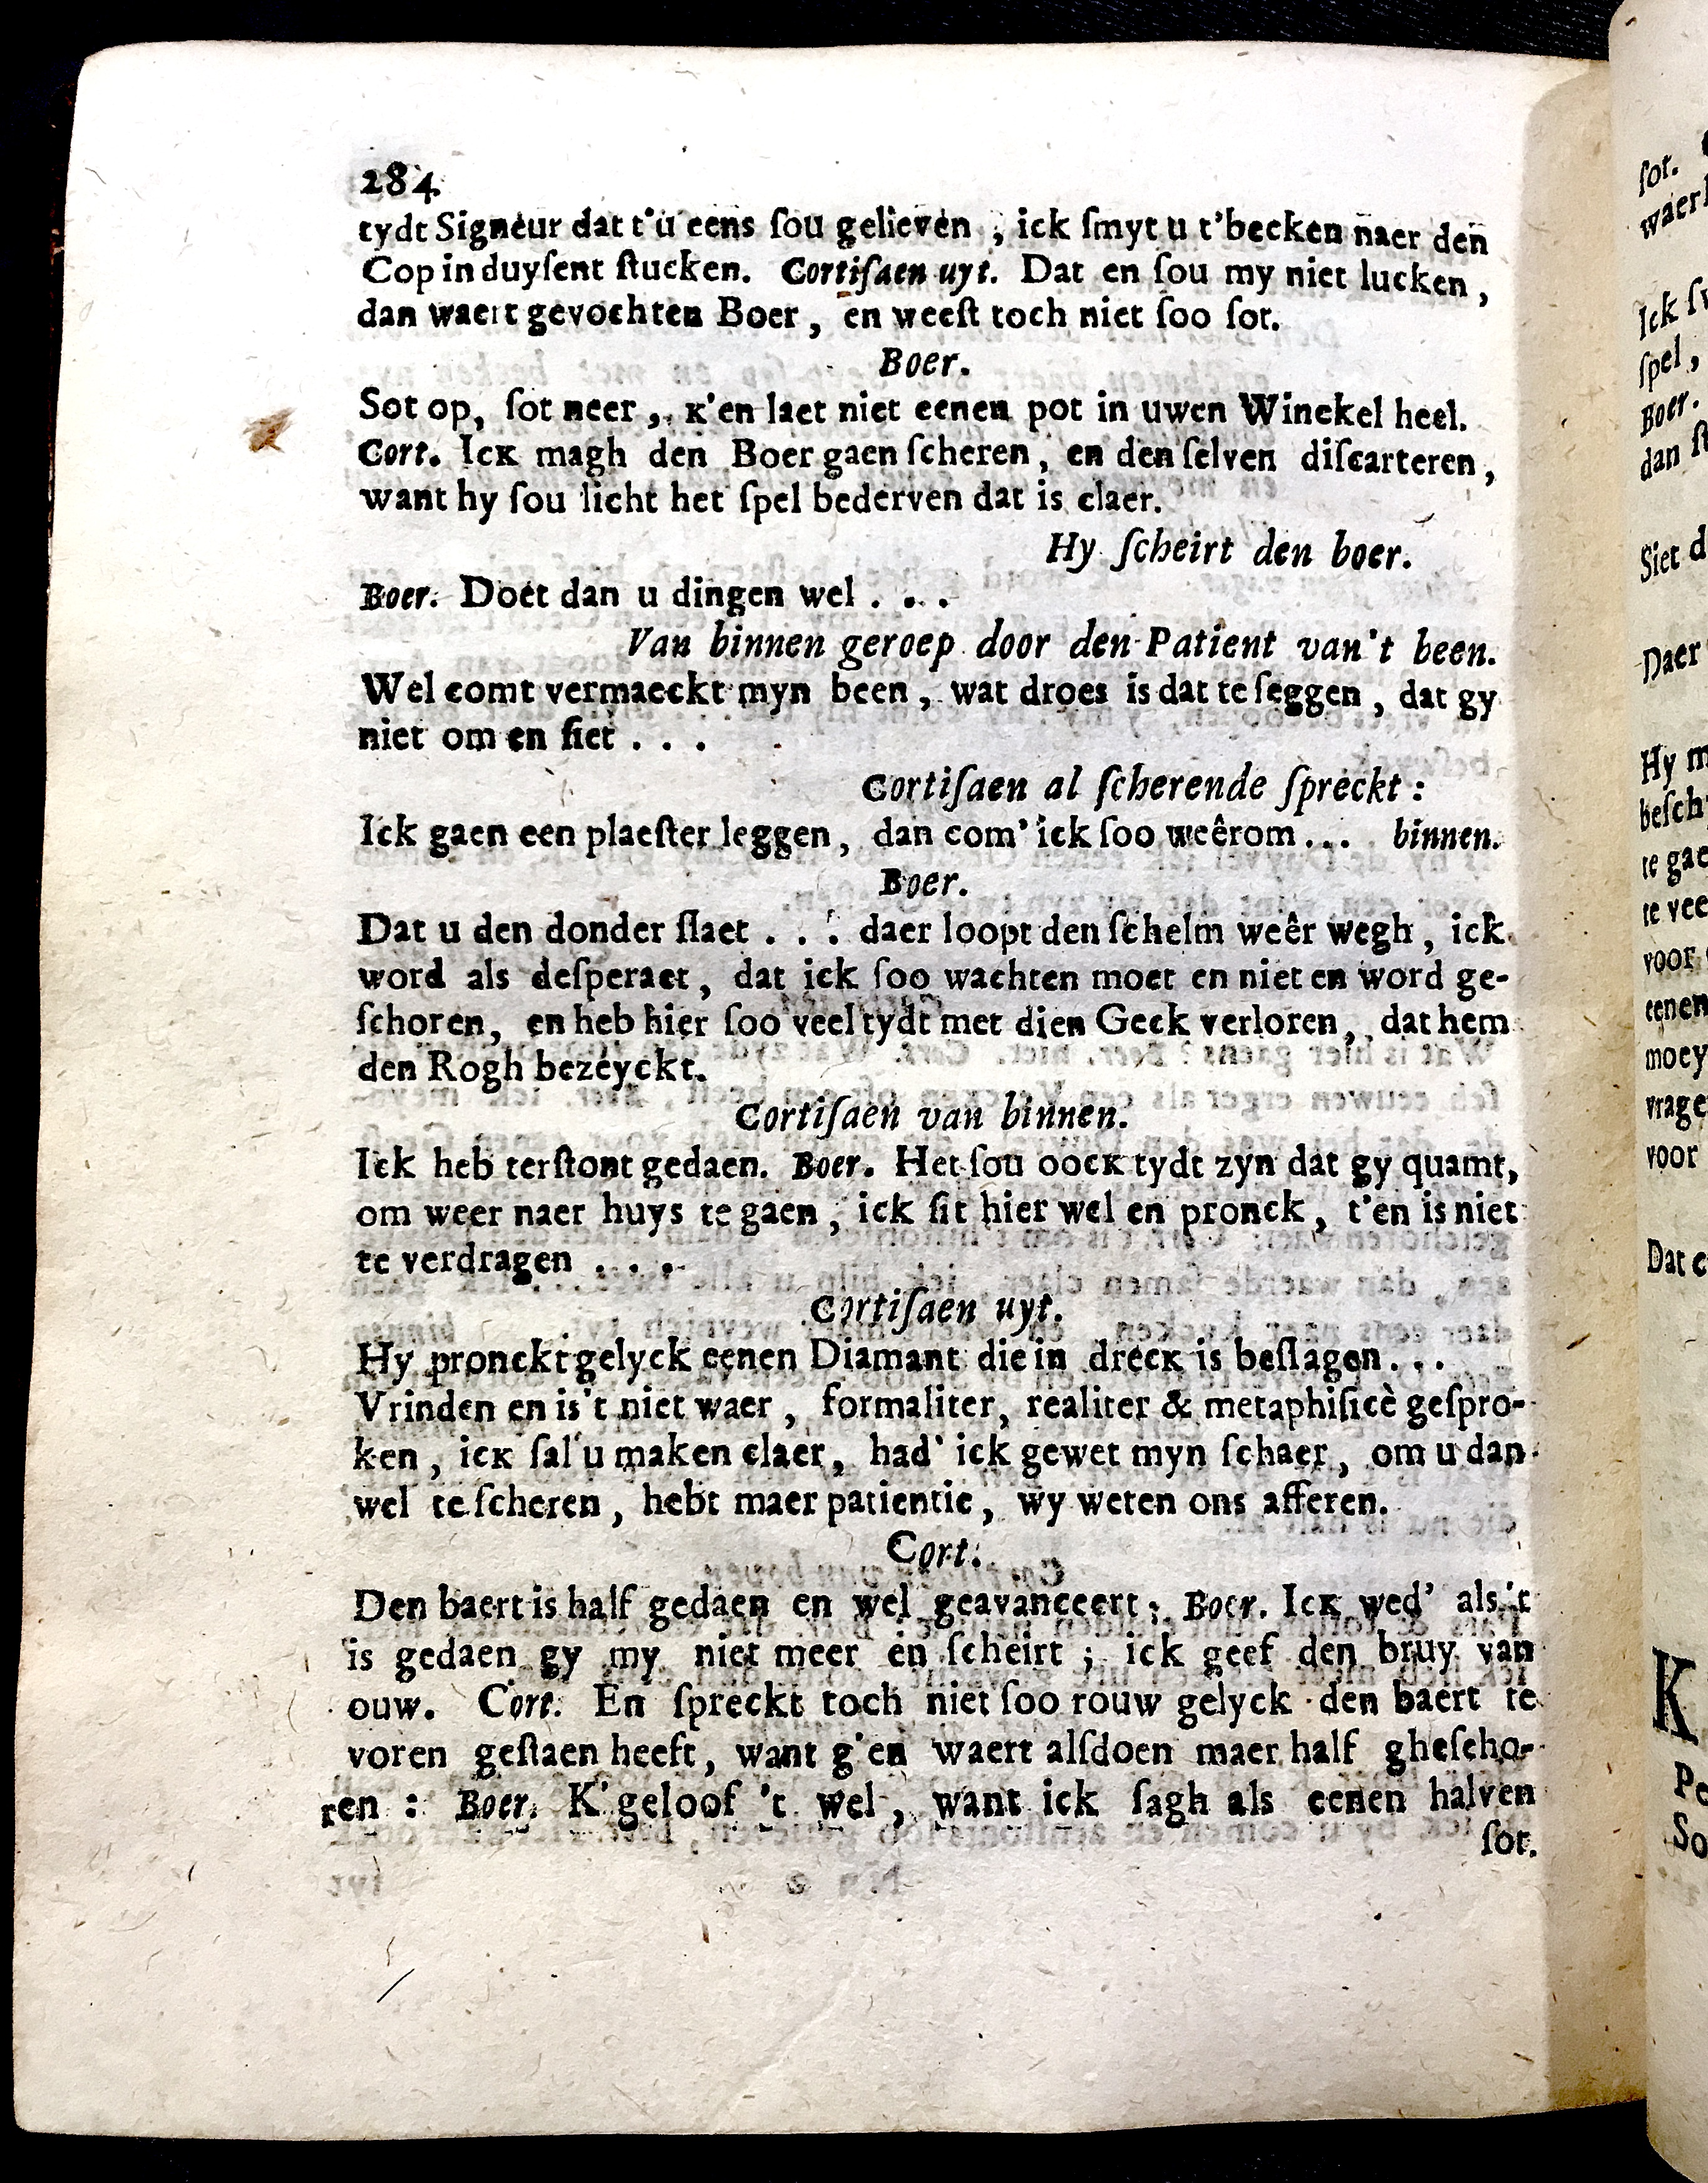 284
tydt Signeur dat t'u eens ſou gelieven , ick ſmyt u t'becken naer den
Cop in duyſent ſtucken. Cortiſaen uyt. Dat en ſou my niet lucken ,
dan waert gevochten Boer , en weeſt toch niet ſoo ſot.
Boer.
Sot op, ſot neer , k'en laet niet eenen pot in uwen Winckel heel.
Cort. Ick magh den Boer gaen ſcheren , en den ſelven diſcarteren ,
want hy ſou licht het ſpel bederven dat is claer.
Hy ſcheirt den boer.
Boer. Doet dan u dingen wel . . .
Van binnen geroep door den Patient van't been.
Wel comt vermaeckt myn been , wat droes is dat te ſeggen , dat gy
niet om en ſiet . . .
Cortiſaen al ſcherende ſpreckt :
Ick gaen een plaeſter leggen , dan com' ick ſoo weêrom... binnen.
Boer.
Dat u den donder ſlaet . . . daer loopt den ſchelm weêr wegh , ick
word als deſperaet , dat ick ſoo wachten moet en niet en word ge-
ſchoren, en heb hier ſoo veel tydt met dien Geck verloren , dat hem
den Rogh bezeyckt.
Cortiſaen van binnen.
Ick heb terſtont gedaen. Boer. Het ſou oock tydt zyn dat gy quamt,
om weer naer huys te gaen , ick ſit hier wel en pronck , t'en is niet
te verdragen . . .
Cortiſaen uyt.
Hy pronckt gelyck eenen Diamant die in dreck is beſlagen...
Vrinden en is't niet waer , formaliter, realiter & metaphiſicè geſpro-
ken , ick ſal u maken claer, had' ick gewet myn ſchaer , om u dan
wel te ſcheren , hebt maer patientie , wy weten ons afferen.
Cort.
Den baert is half gedaen en wel geavanceert ; Boer. Ick wed' als't
is gedaen gy my niet meer en ſcheirt ; ick geef den bruy van
ouw. Cort. En ſpreckt toch niet ſoo rouw gelyck den baert te
voren geſtaen heeft , want g'en waert alſdoen maer half gheſcho-
ren : Boer. K'geloof 't wel , want ick ſagh als eenen halven
ſot.